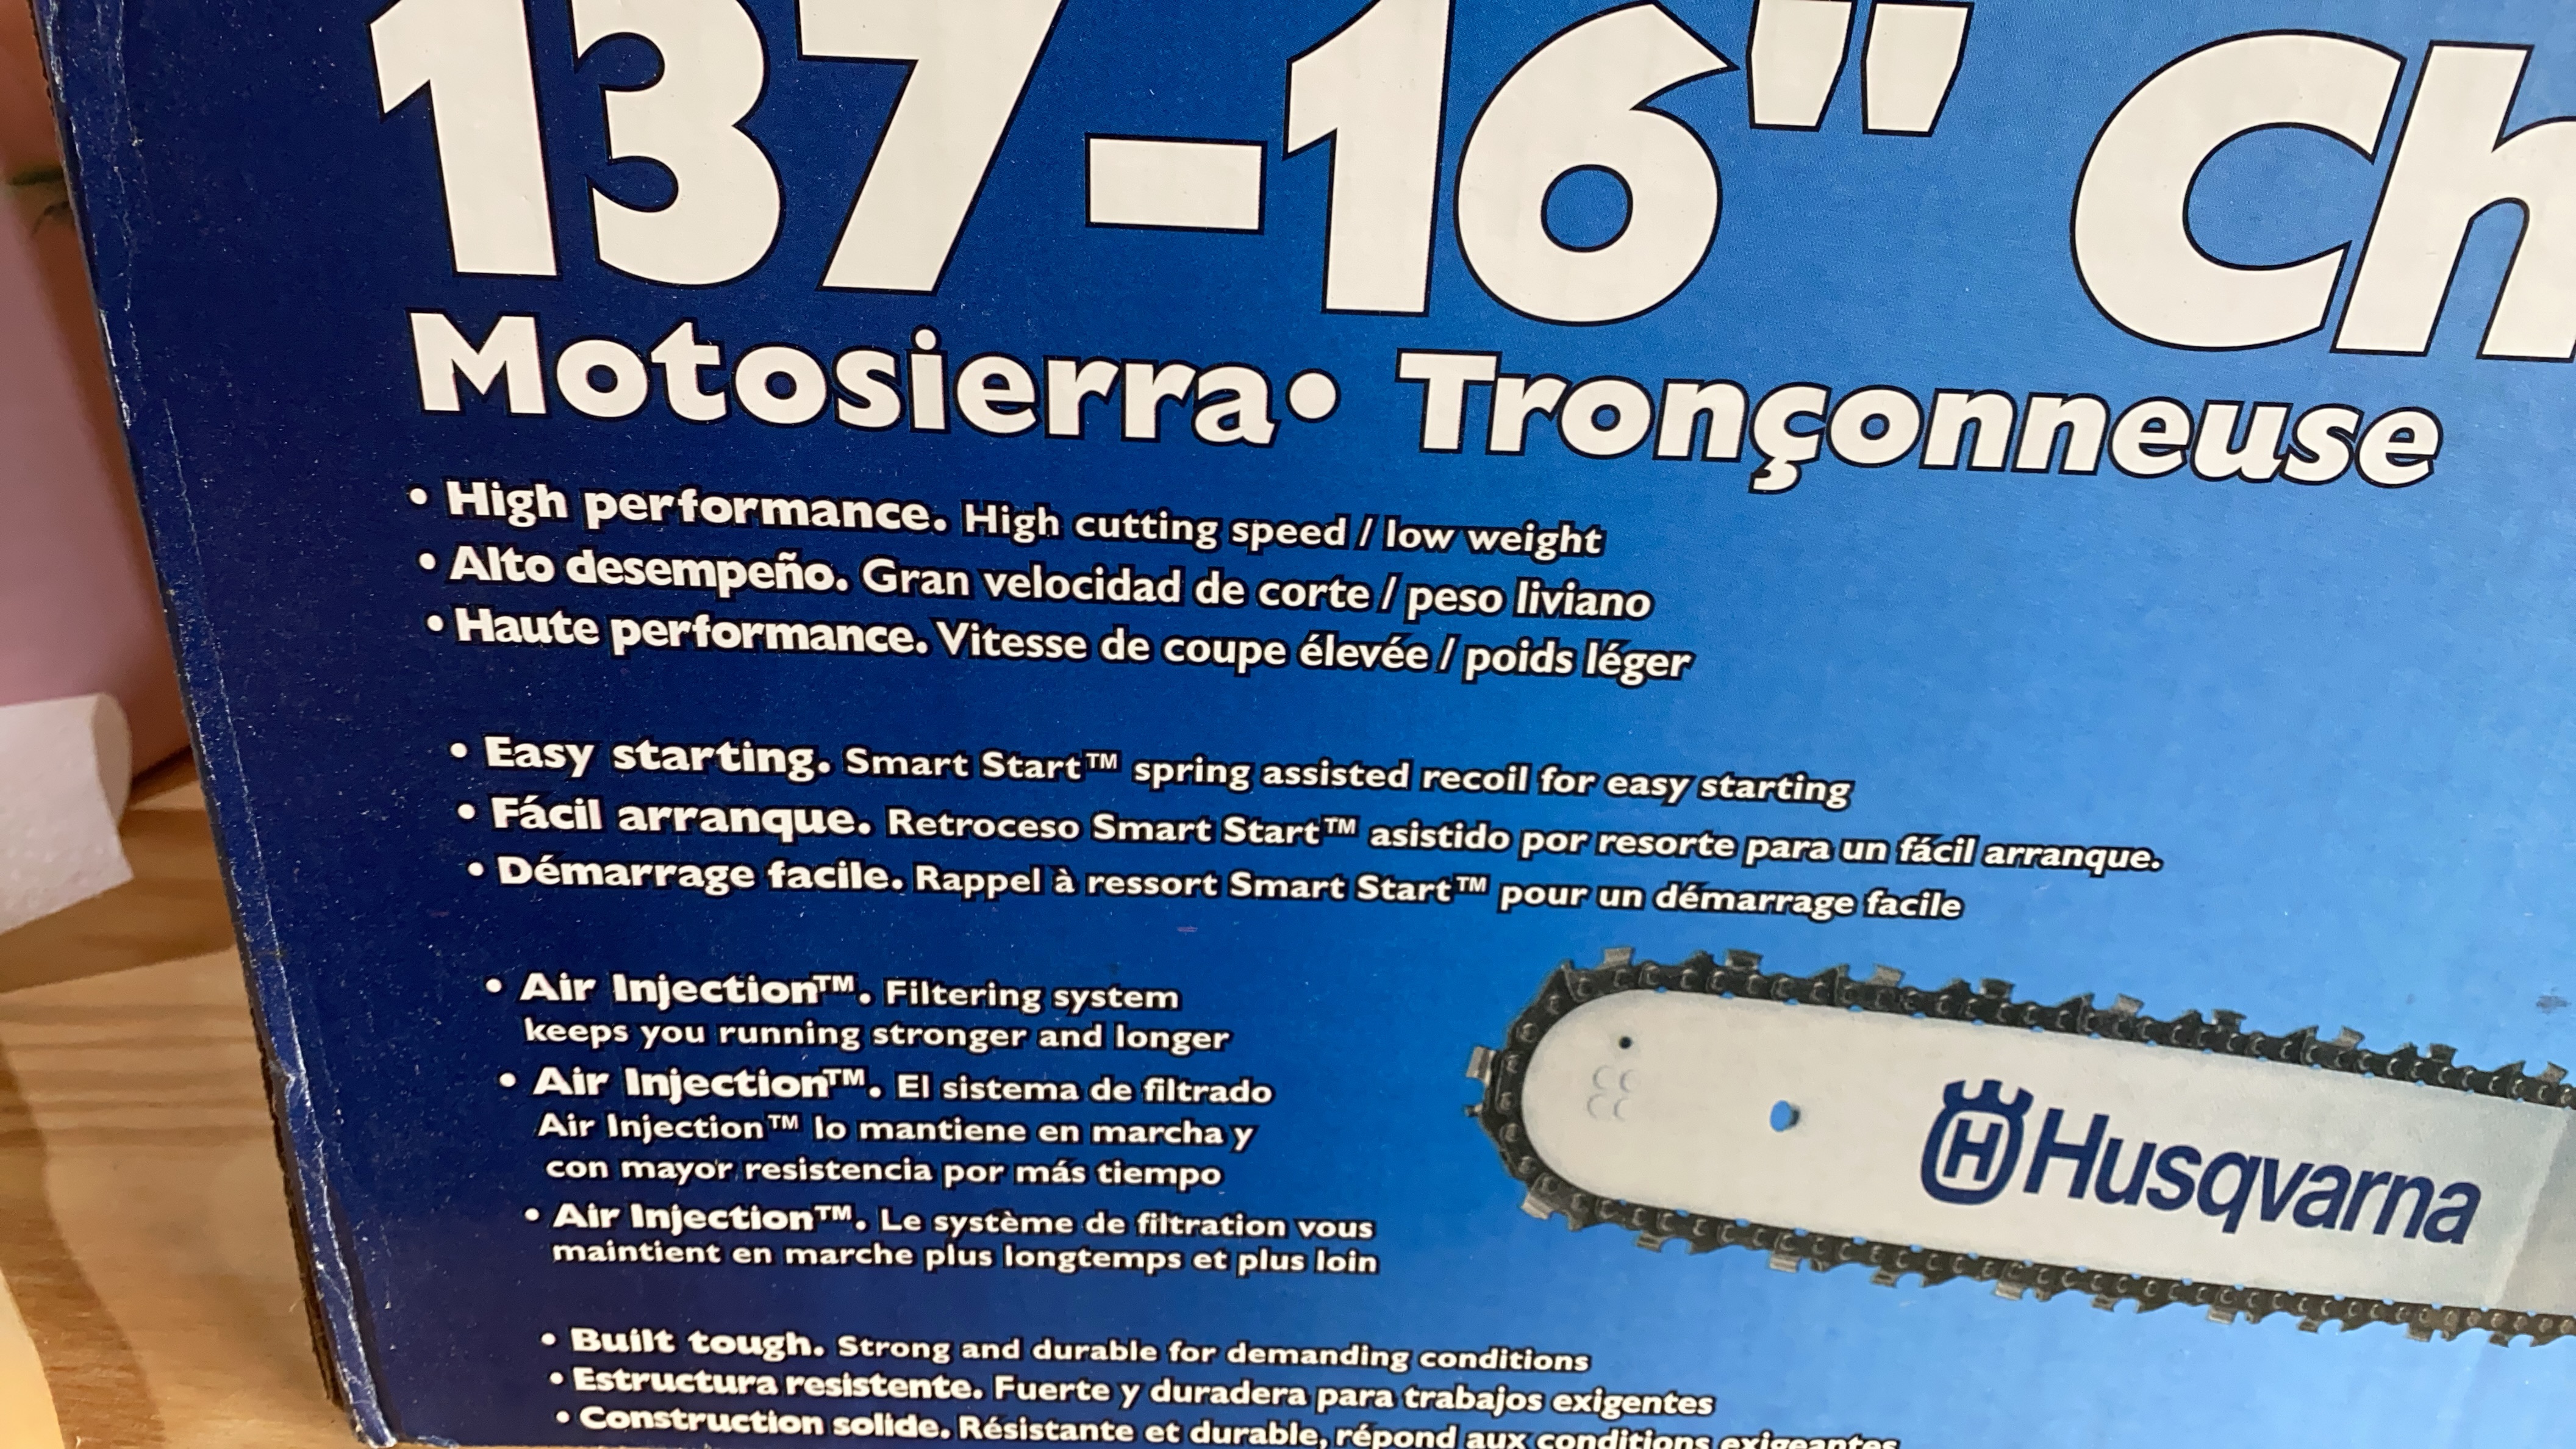 137-16" Ch
Motosierra• Tronçonneuse
• High performance. High cutting speed / low weight
• Alto desempeño. Gran velocidad de corte / peso liviano
• Haute performance. Vitesse de coupe élevée / poids léger
• Easy starting. Smart Start™ spring assisted recoil for easy starting
• Fácil arranque. Retroceso Smart Start™ asistido por resorte para un fácil arranque.
• Démarrage facile. Rappel à ressort Smart Start™ pour un démarrage facile
• Air Injection™. Filtering system
keeps you running stronger and longer
• Air Injection™. El sistema de filtrado
Air Injection™ lo mantiene en marcha y
con mayor resistencia por más tiempo
• Air Injection™. Le système de filtration vous
maintient en marche plus longtemps et plus loin
H Husqvarna
• Built tough. Strong and durable for demanding conditions
• Estructura resistente. Fuerte y duradera para trabajos exigentes
• Construction solide. Résistante et durable, répond aux conditions exigeantes